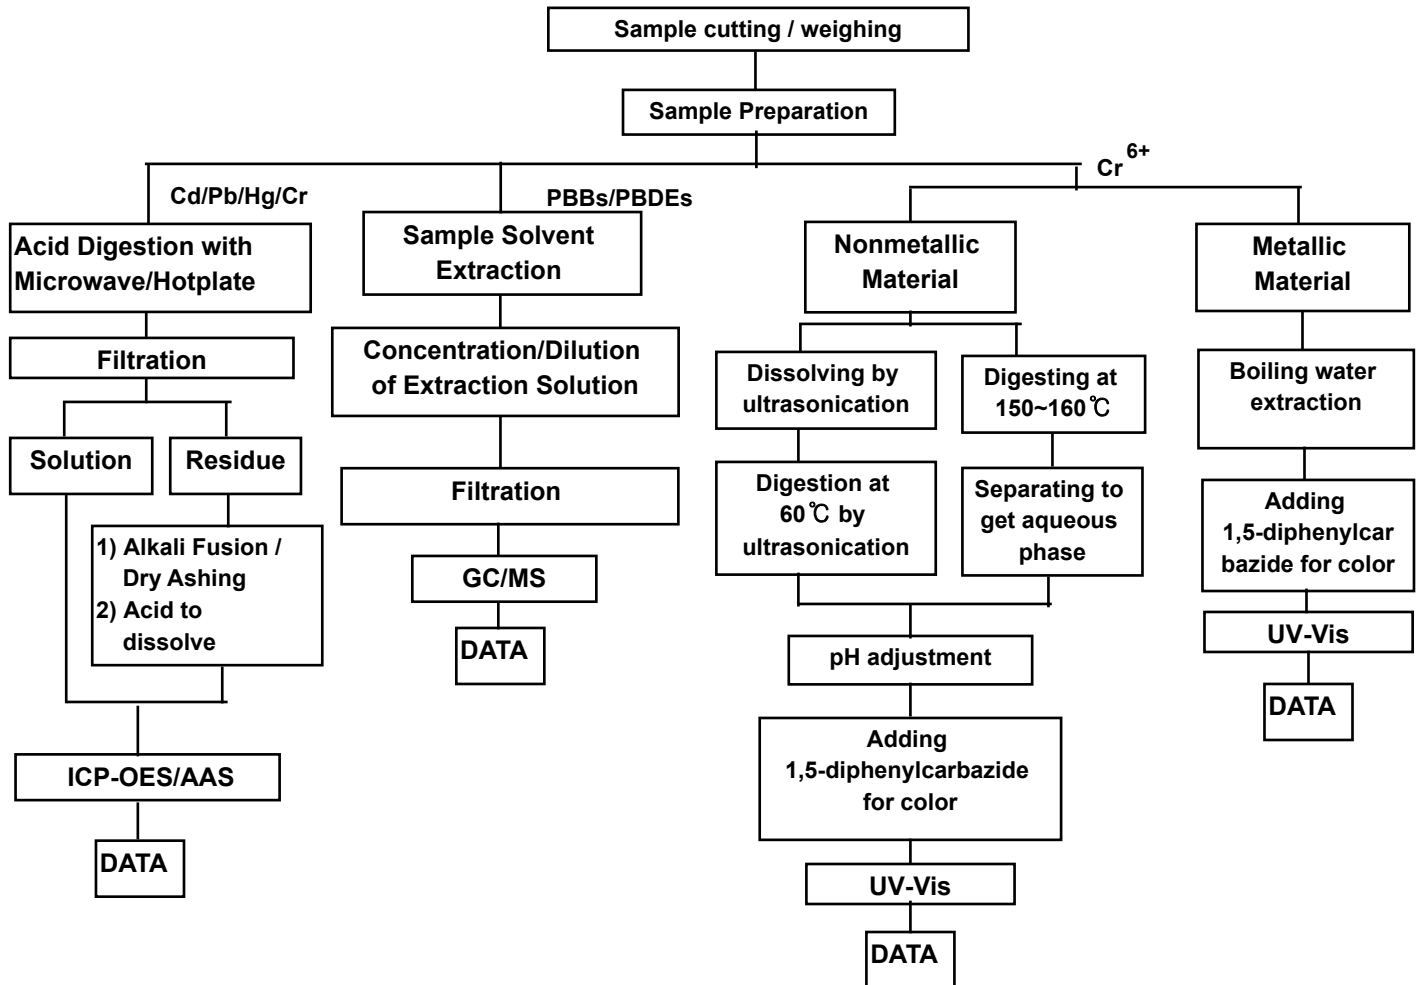 Sample cutting / weighing
Sample Preparation
Cr 6+
Cd/Pb/Hg/Cr
PBBs/PBDEs
Acid Digestion with
Microwave/Hotplate
Filtration
Solution
Residue
1) Alkali Fusion /
Dry Ashing
2) Acid to
dissolve
ICP-OES/AAS
DATA
Sample Solvent
Extraction
Concentration/Dilution
of Extraction Solution
Filtration
GC/MS
DATA
Nonmetallic
Material
Dissolving by
ultrasonication
Digestion at
60℃ by
ultrasonication
Digesting at
150~160℃
Separating to
get aqueous
phase
pH adjustment
Adding
1,5-diphenylcarbazide
for color
UV-Vis
DATA
Metallic
Material
Boiling water
extraction
Adding
1,5-diphenylcar
bazide for color
UV-Vis
DATA